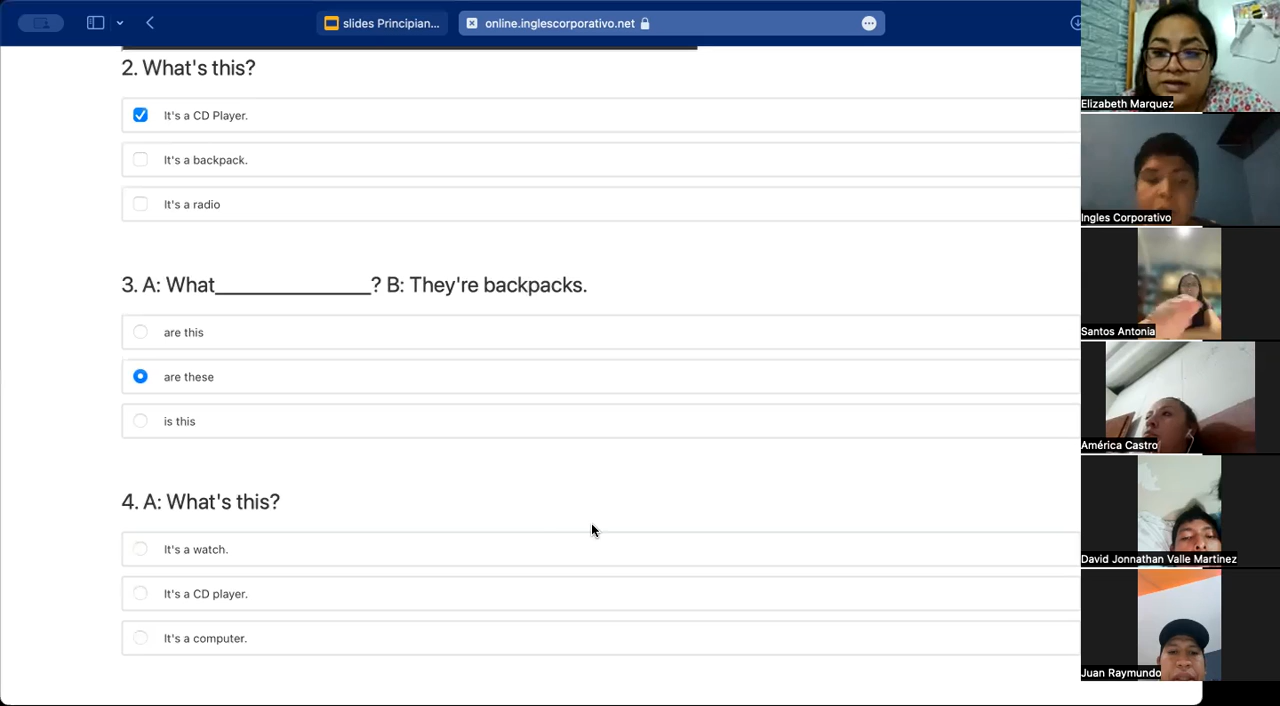 slides Principian...
online.inglescorporativo.net
2. What's this?
It's a CD Player.
It's a backpack.
It's a radio
3. A: What______________? B: They're backpacks.
are this
are these
is this
4. A: What's this?
It's a watch.
It's a CD player.
It's a computer.
Elizabeth Marquez
Ingles Corporativo
Santos Antonia
América Castro
David Jonnathan Valle Martinez
Juan Raymundo